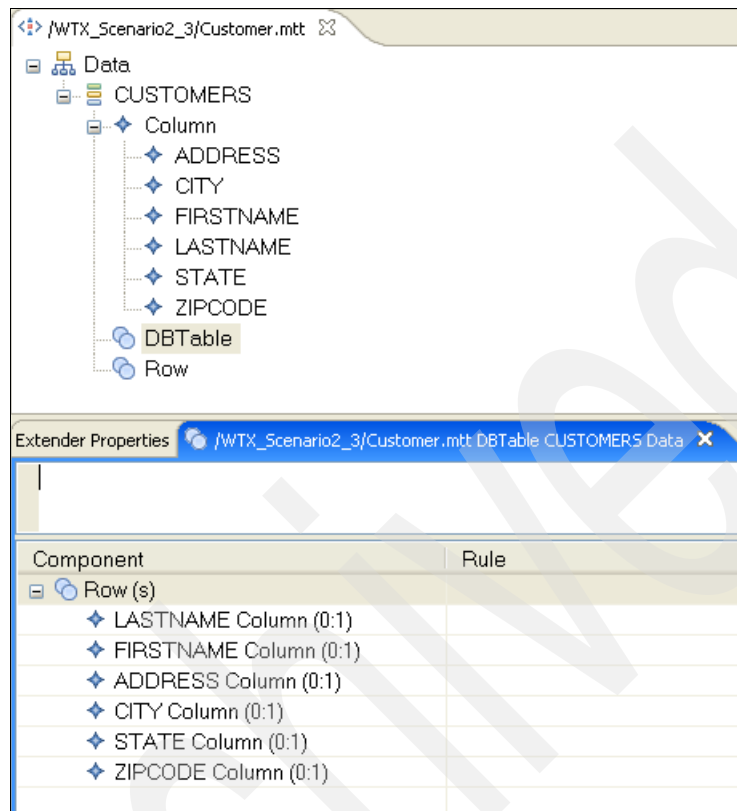 /WTX_Scenario2_3/Customer.mtt
Data
CUSTOMERS
Column
ADDRESS
CITY
FIRSTNAME
LASTNAME
STATE
ZIPCODE
DBTable
Row
Extender Properties /WTX_Scenario2_3/Customer.mtt DBTable CUSTOMERS Data
Component Rule
Row (s)
LASTNAME Column (0:1)
FIRSTNAME Column (0:1)
ADDRESS Column (0:1)
CITY Column (0:1)
STATE Column (0:1)
ZIPCODE Column (0:1)